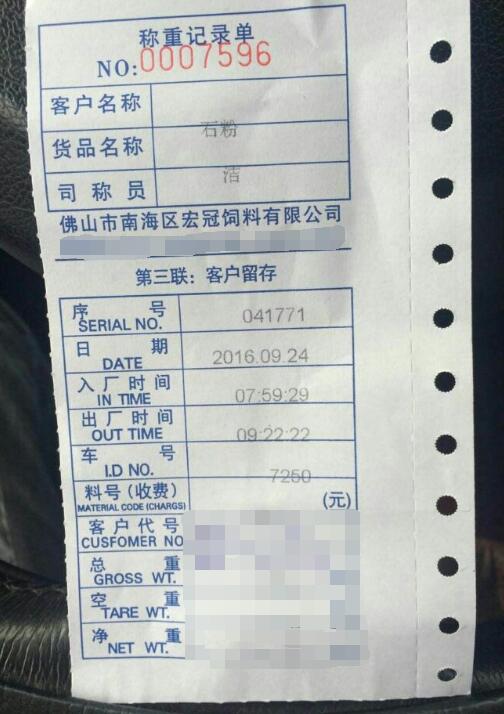 称重记录单
NO:0007596
客户名称
货品名称 石粉
司称员 洁
佛山市南海区宏冠饲料有限公司
第三联：客户留存
序号 SERIAL NO. 041771
日期 DATE 2016.09.24
入厂时间 IN TIME 07:59:29
出厂时间 OUT TIME 09:22:22
车号 I.D NO. 7250
料号(收费) MATERIAL CODE (CHARGS) (元)
客户代号 CUSFOMER NO
总重 GROSS WT.
空重 TARE WT.
净重 NET WT.